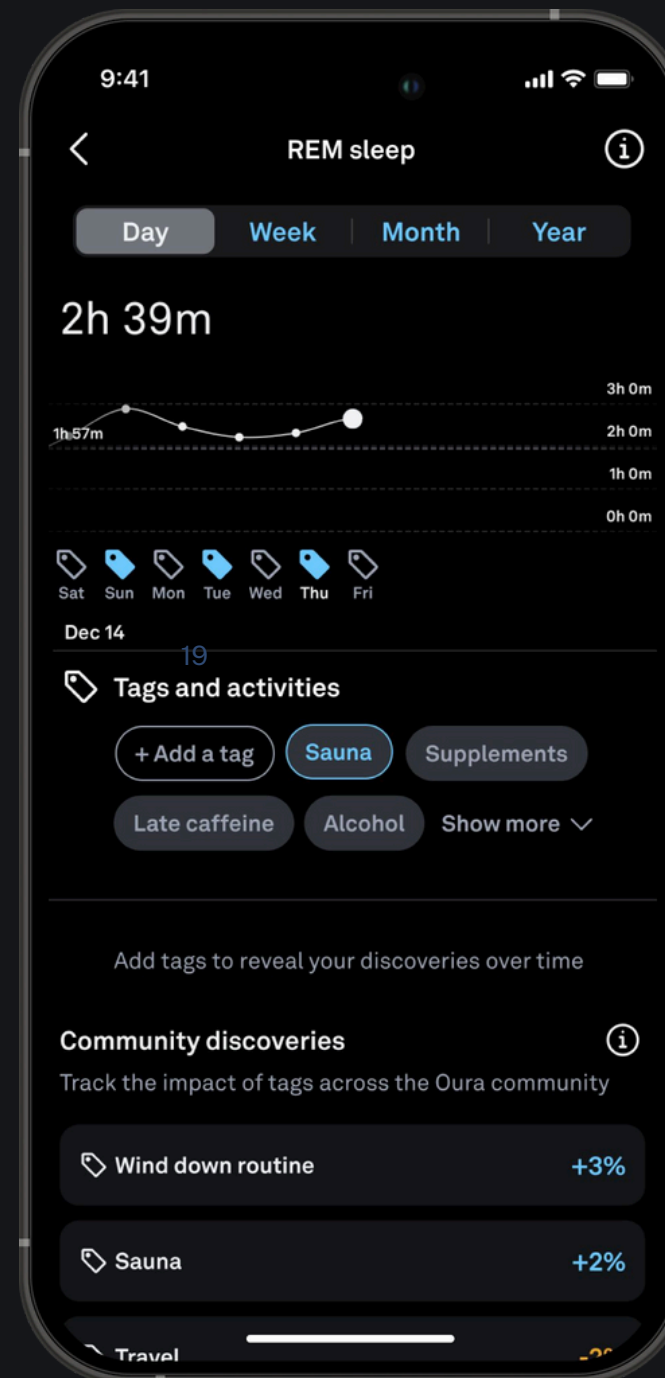 9:41
REM sleep
Day Week Month Year
2h 39m
3h 0m
1h 57m
2h 0m
1h 0m
0h 0m
Sat Sun Mon Tue Wed Thu Fri
Dec 14
19
Tags and activities
+ Add a tag Sauna Supplements
Late caffeine Alcohol Show more
Add tags to reveal your discoveries over time
Community discoveries
Track the impact of tags across the Oura community
Wind down routine +3%
Sauna +2%
Travel